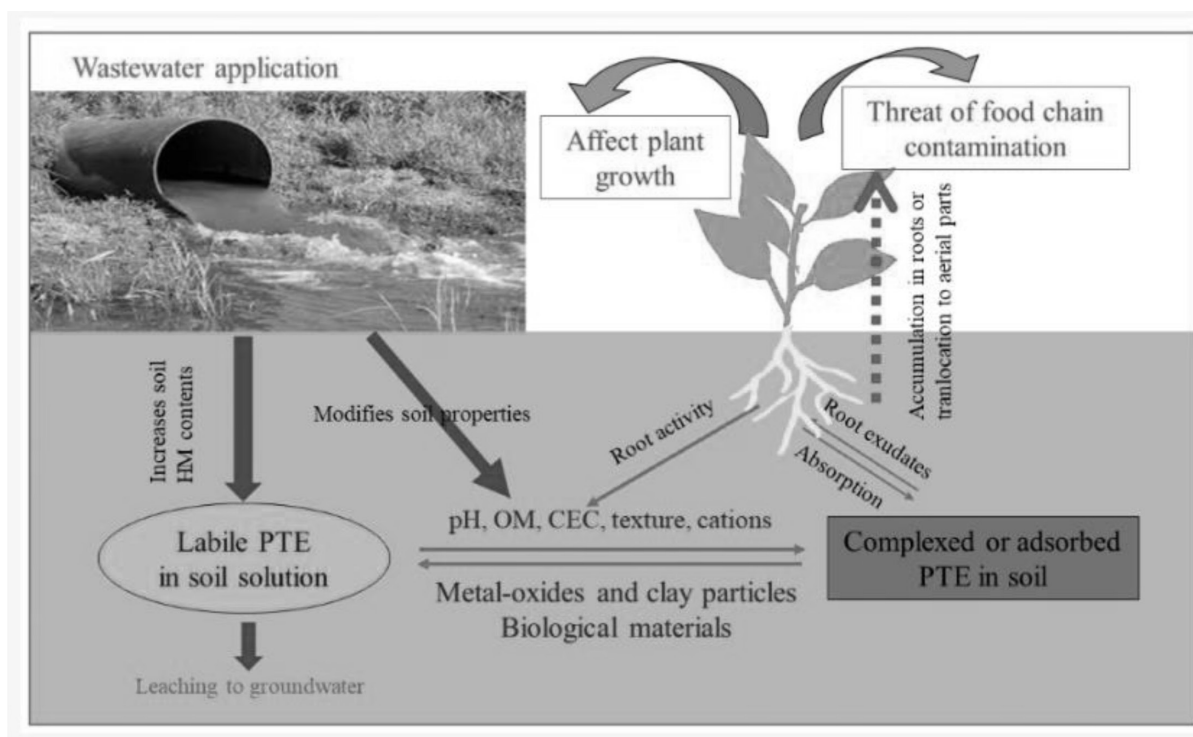 Wastewater application
Affect plant
growth
Threat of food chain
contamination
Accumulation in roots or
tranlocation to aerial parts
Increases soil
HM contents
Modifies soil properties
Root activity
Root exudates
Absorption
pH, OM, CEC, texture, cations
Labile PTE
in soil solution
Complexed or adsorbed
PTE in soil
Metal-oxides and clay particles
Biological materials
Leaching to groundwater